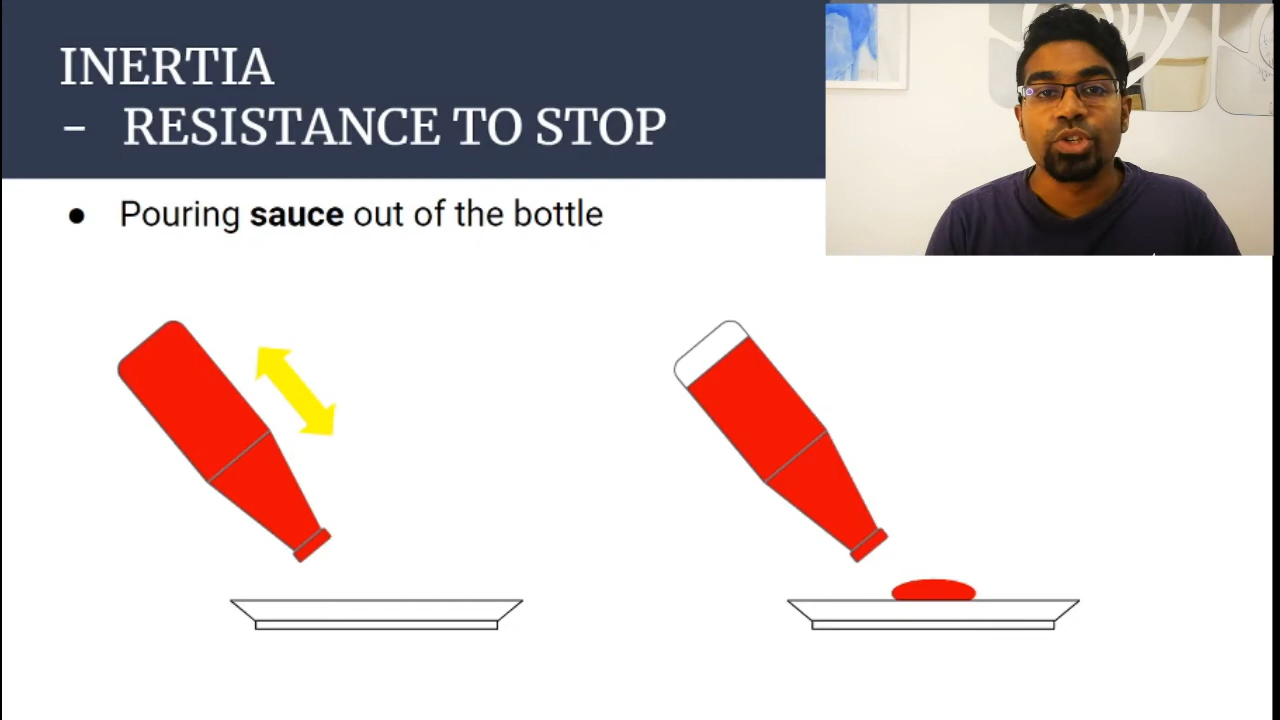 INERTIA
- RESISTANCE TO STOP
● Pouring sauce out of the bottle